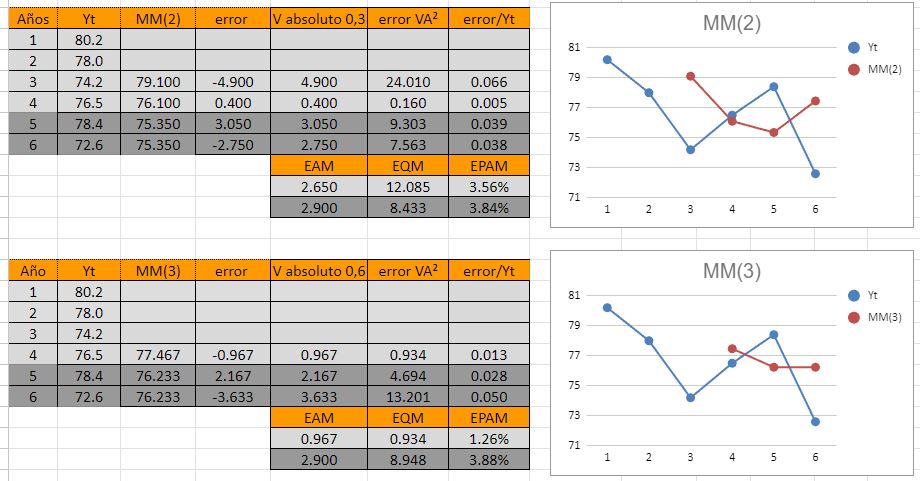 Años Yt MM(2) error V absoluto 0,3 error VA² error/Yt
1 80.2
2 78.0
3 74.2 79.100 -4.900 4.900 24.010 0.066
4 76.5 76.100 0.400 0.400 0.160 0.005
5 78.4 75.350 3.050 3.050 9.303 0.039
6 72.6 75.350 -2.750 2.750 7.563 0.038
EAM EQM EPAM
2.650 12.085 3.56%
2.900 8.433 3.84%
MM(2)
Yt
MM(2)
81
79
77
75
73
71
1 2 3 4 5 6
Año Yt MM(3) error V absoluto 0,6 error VA² error/Yt
1 80.2
2 78.0
3 74.2
4 76.5 77.467 -0.967 0.967 0.934 0.013
5 78.4 76.233 2.167 2.167 4.694 0.028
6 72.6 76.233 -3.633 3.633 13.201 0.050
EAM EQM EPAM
0.967 0.934 1.26%
2.900 8.948 3.88%
MM(3)
Yt
MM(3)
81
79
77
75
73
71
1 2 3 4 5 6